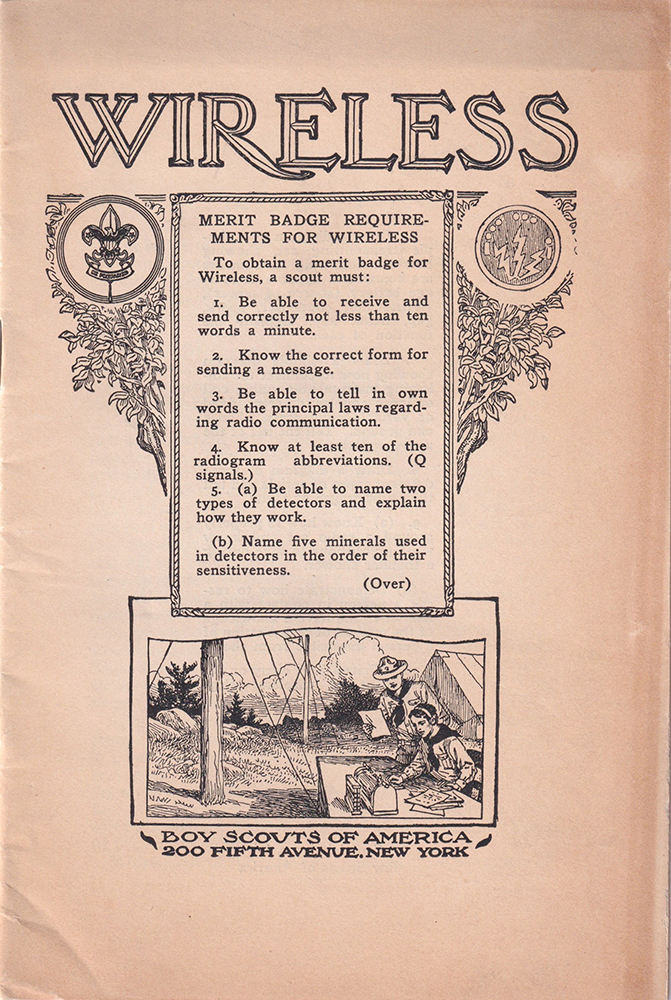 WIRELESS
BE PREPARED
MERIT BADGE REQUIRE-
MENTS FOR WIRELESS
To obtain a merit badge for
Wireless, a scout must:
1. Be able to receive and
send correctly not less than ten
words a minute.
2. Know the correct form for
sending a message.
3. Be able to tell in own
words the principal laws regard-
ing radio communication.
4. Know at least ten of the
radiogram abbreviations. (Q
signals.)
5. (a) Be able to name two
types of detectors and explain
how they work.
(b) Name five minerals used
in detectors in the order of their
sensitiveness.
(Over)
BOY SCOUTS OF AMERICA
200 FIFTH AVENUE. NEW YORK